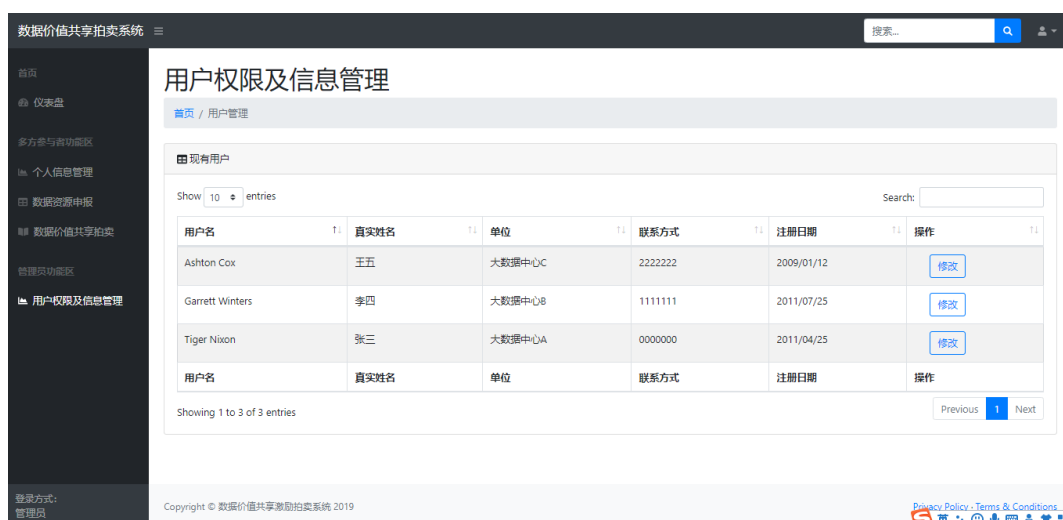 数据价值共享拍卖系统
搜索...
首页
仪表盘
多方参与者功能区
个人信息管理
数据资源申报
数据价值共享拍卖
管理员功能区
用户权限及信息管理
登录方式:
管理员
用户权限及信息管理
首页 / 用户管理
现有用户
Show 10 entries
Search:
用户名 真实姓名 单位 联系方式 注册日期 操作
Ashton Cox 王五 大数据中心C 2222222 2009/01/12 修改
Garrett Winters 李四 大数据中心B 1111111 2011/07/25 修改
Tiger Nixon 张三 大数据中心A 0000000 2011/04/25 修改
用户名 真实姓名 单位 联系方式 注册日期 操作
Showing 1 to 3 of 3 entries
Previous 1 Next
Copyright © 数据价值共享激励拍卖系统 2019
Privacy Policy · Terms & Conditions
英